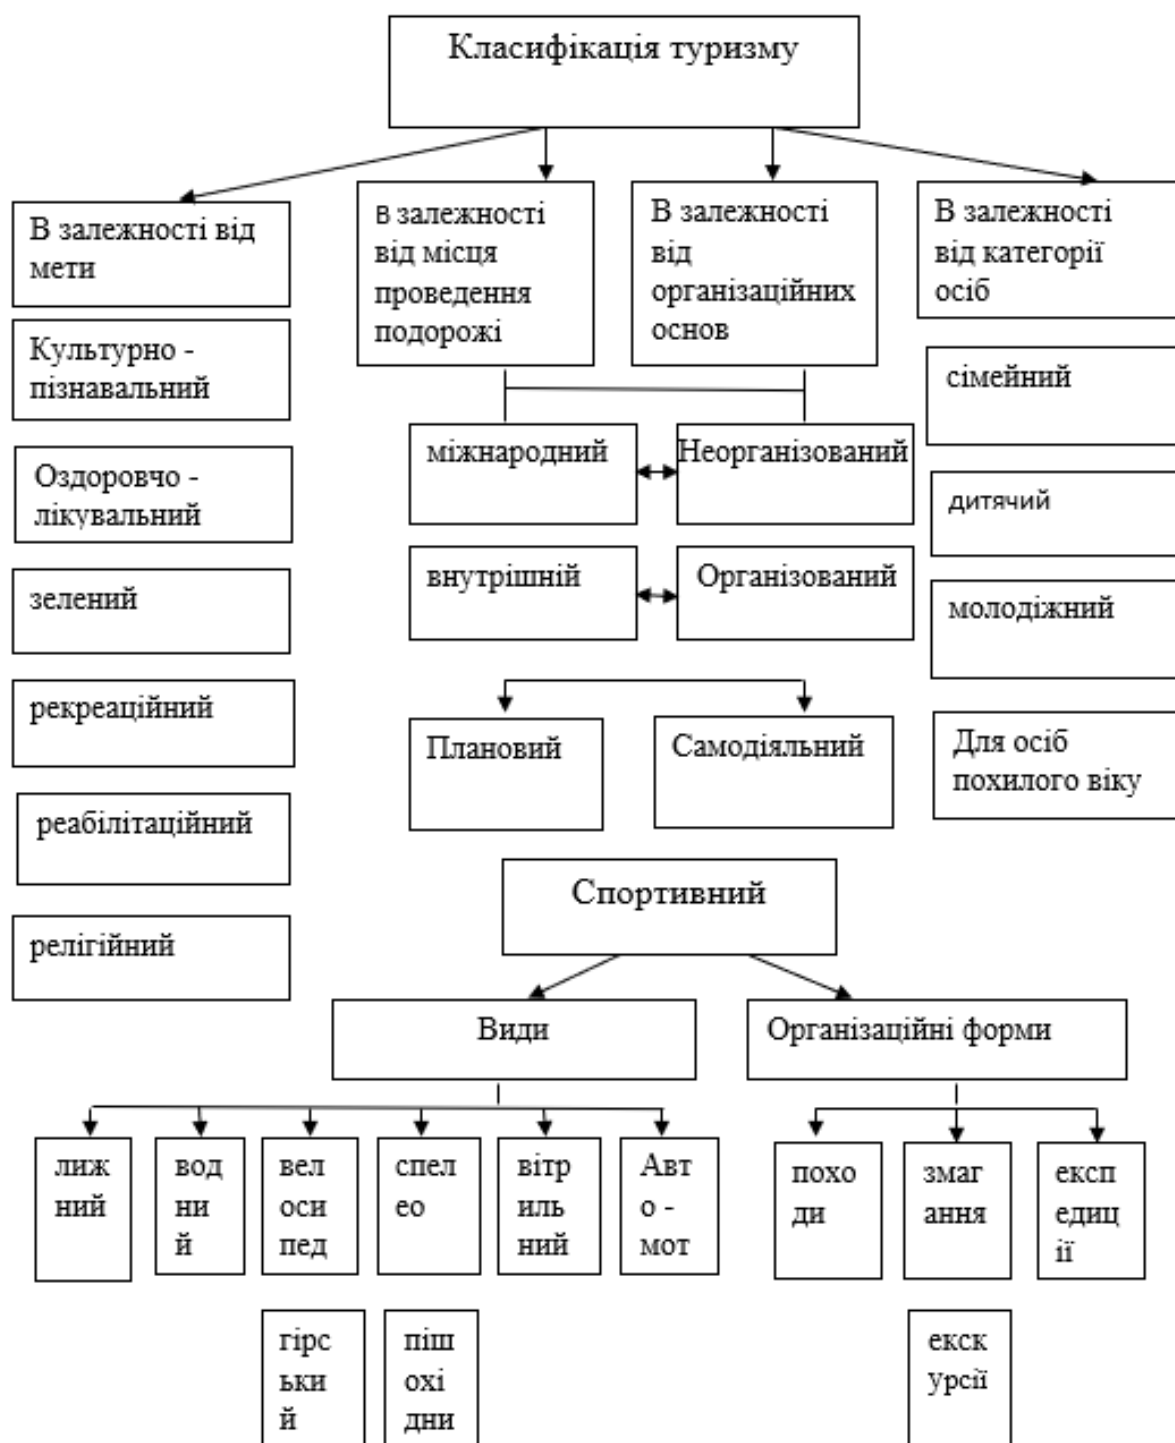 Класифікація туризму
В залежності від
мети
В залежності
від місця
проведення
подорожі
В залежності
від
організаційних
основ
В залежності
від категорії
осіб
Культурно -
пізнавальний
Оздоровчо -
лікувальний
зелений
рекреаційний
реабілітаційний
релігійний
міжнародний
Неорганізований
внутрішній
Організований
Плановий
Самодіяльний
сімейний
дитячий
молодіжний
Для осіб
похилого віку
Спортивний
Види
Організаційні форми
лиж
ний
вод
ни
й
вел
оси
пед
спел
ео
вітр
иль
ний
Авт
о -
мот
похо
ди
змаг
ання
експ
едиц
ії
гірс
ьки
й
піш
охі
дни
екск
урсії